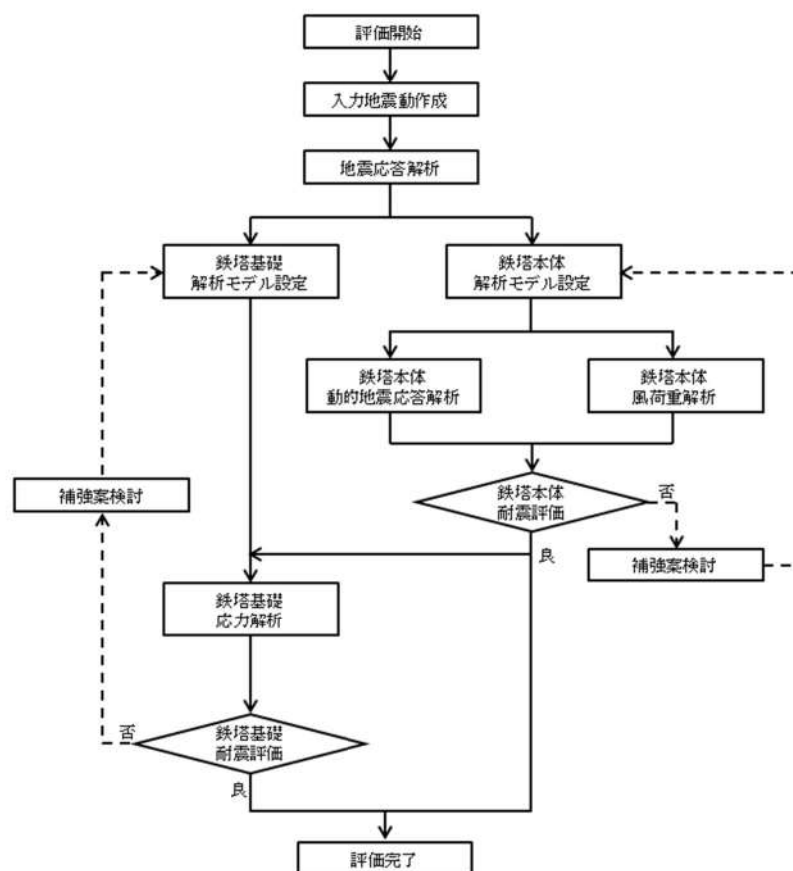 評価開始
入力地震動作成
地震応答解析
鉄塔基礎
解析モデル設定
鉄塔本体
解析モデル設定
鉄塔本体
動的地震応答解析
鉄塔本体
風荷重解析
補強案検討
鉄塔本体
耐震評価
否
良
補強案検討
鉄塔基礎
応力解析
鉄塔基礎
耐震評価
否
良
評価完了